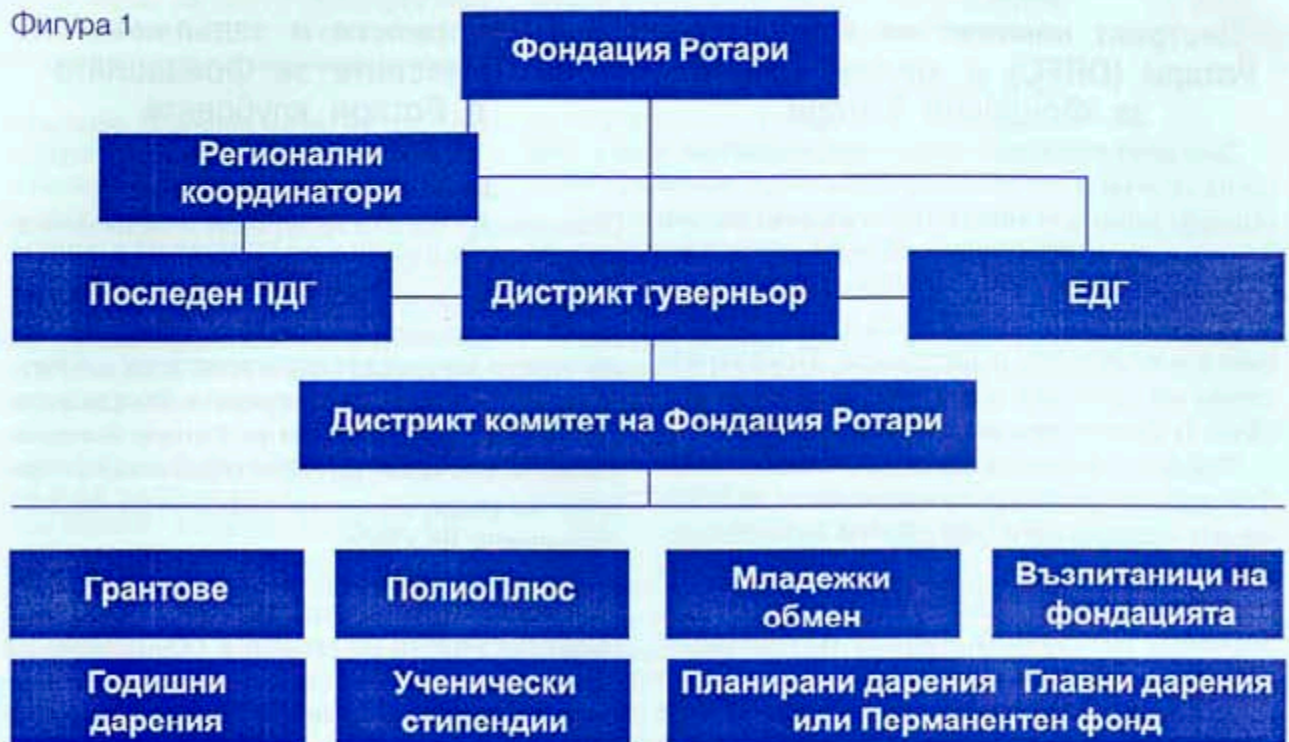 Фигура 1
Фондация Ротари
Регионални
координатори
Последен ПДГ
Дистрикт гуверньор
ЕДГ
Дистрикт комитет на Фондация Ротари
Грантове
ПолиоПлюс
Младежки
обмен
Възпитаници на
фондацията
Годишни
дарения
Ученически
стипендии
Планирани дарения Главни дарения
или Перманентен фонд